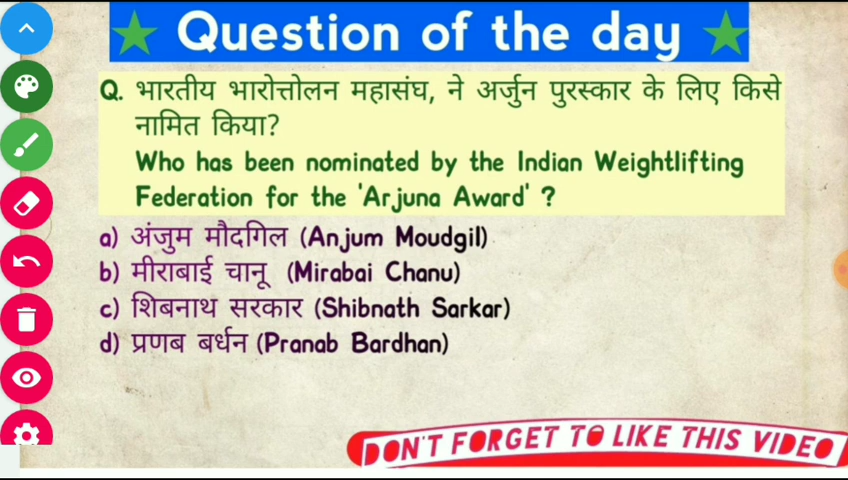 Question of the day
Q. भारतीय भारोत्तोलन महासंघ, ने अर्जुन पुरस्कार के लिए किसे
नामित किया?
Who has been nominated by the Indian Weightlifting
Federation for the 'Arjuna Award' ?
a) अंजुम मौदगिल (Anjum Moudgil)
b) मीराबाई चानू (Mirabai Chanu)
c) शिबनाथ सरकार (Shibnath Sarkar)
d) प्रणब बर्धन (Pranab Bardhan)
DON'T FORGET TO LIKE THIS VIDEO